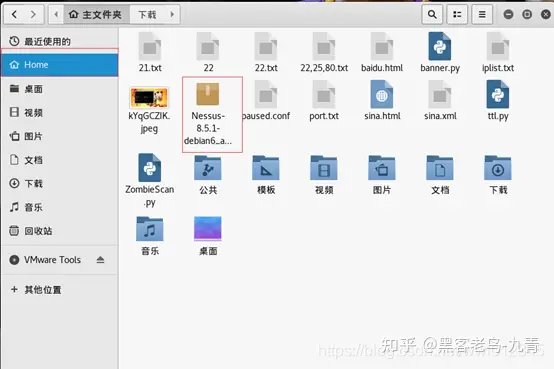 主文件夹 下载
最近使用的
Home
桌面
视频
图片
文档
下载
音乐
回收站
VMware Tools
其他位置
21.txt 22 22.txt 22,25,80.txt baidu.html banner.py iplist.txt
kYqGCZIK.jpeg Nessus-8.5.1-debian6_a... paused.conf port.txt sina.html sina.xml ttl.py
ZombieScan.py 公共 模板 视频 图片 文档 下载
音乐 桌面
知乎 @黑客老鸟-九青